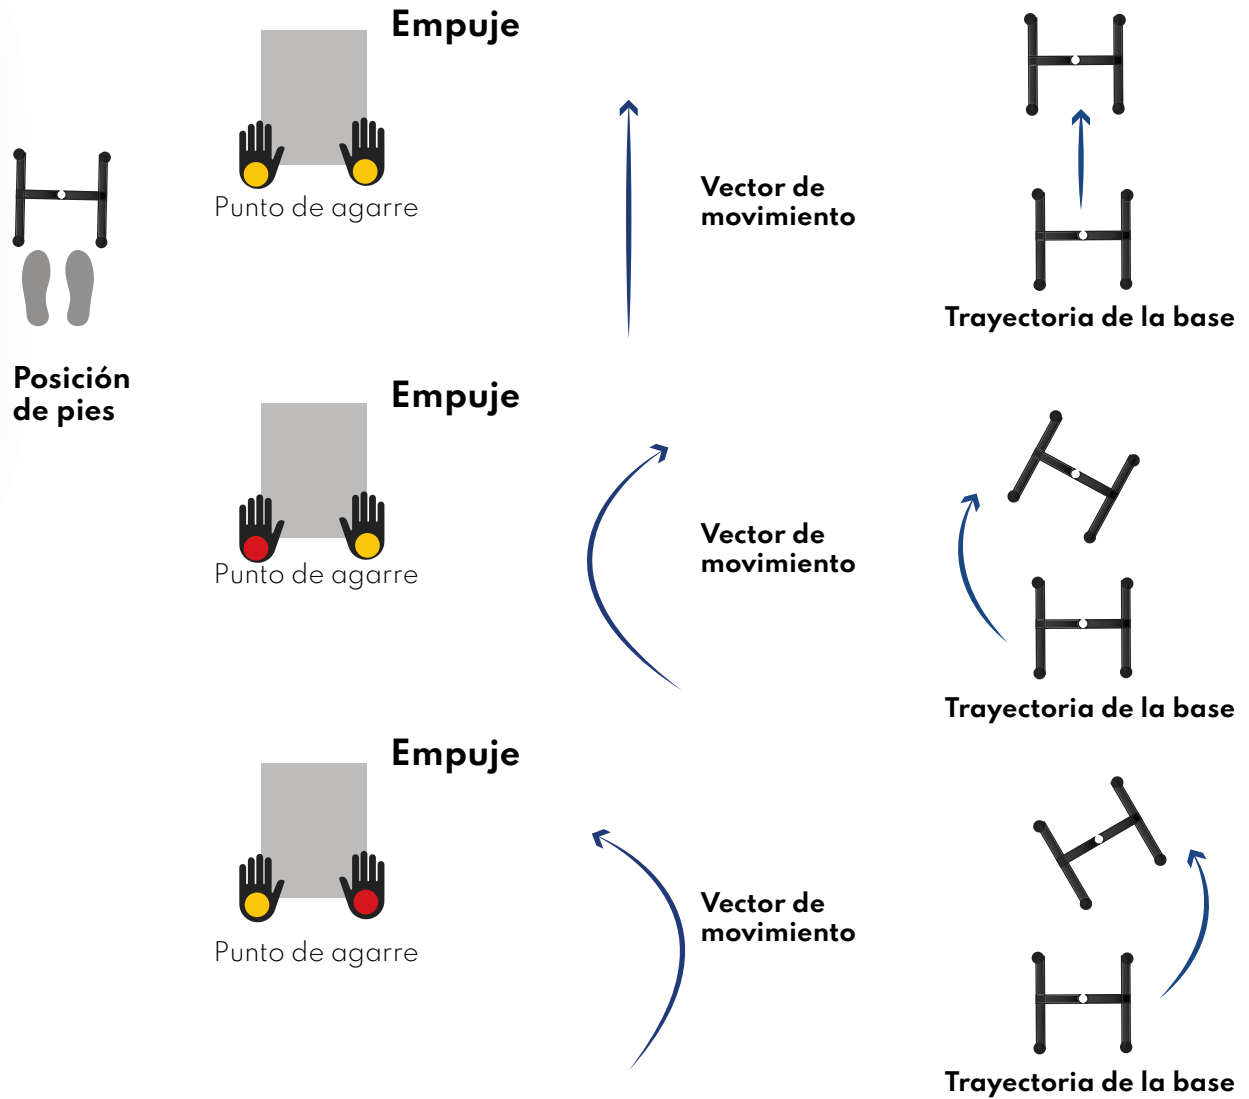 Empuje
Punto de agarre
Vector de
movimiento
Trayectoria de la base
Posición
de pies
Empuje
Punto de agarre
Vector de
movimiento
Trayectoria de la base
Empuje
Punto de agarre
Vector de
movimiento
Trayectoria de la base